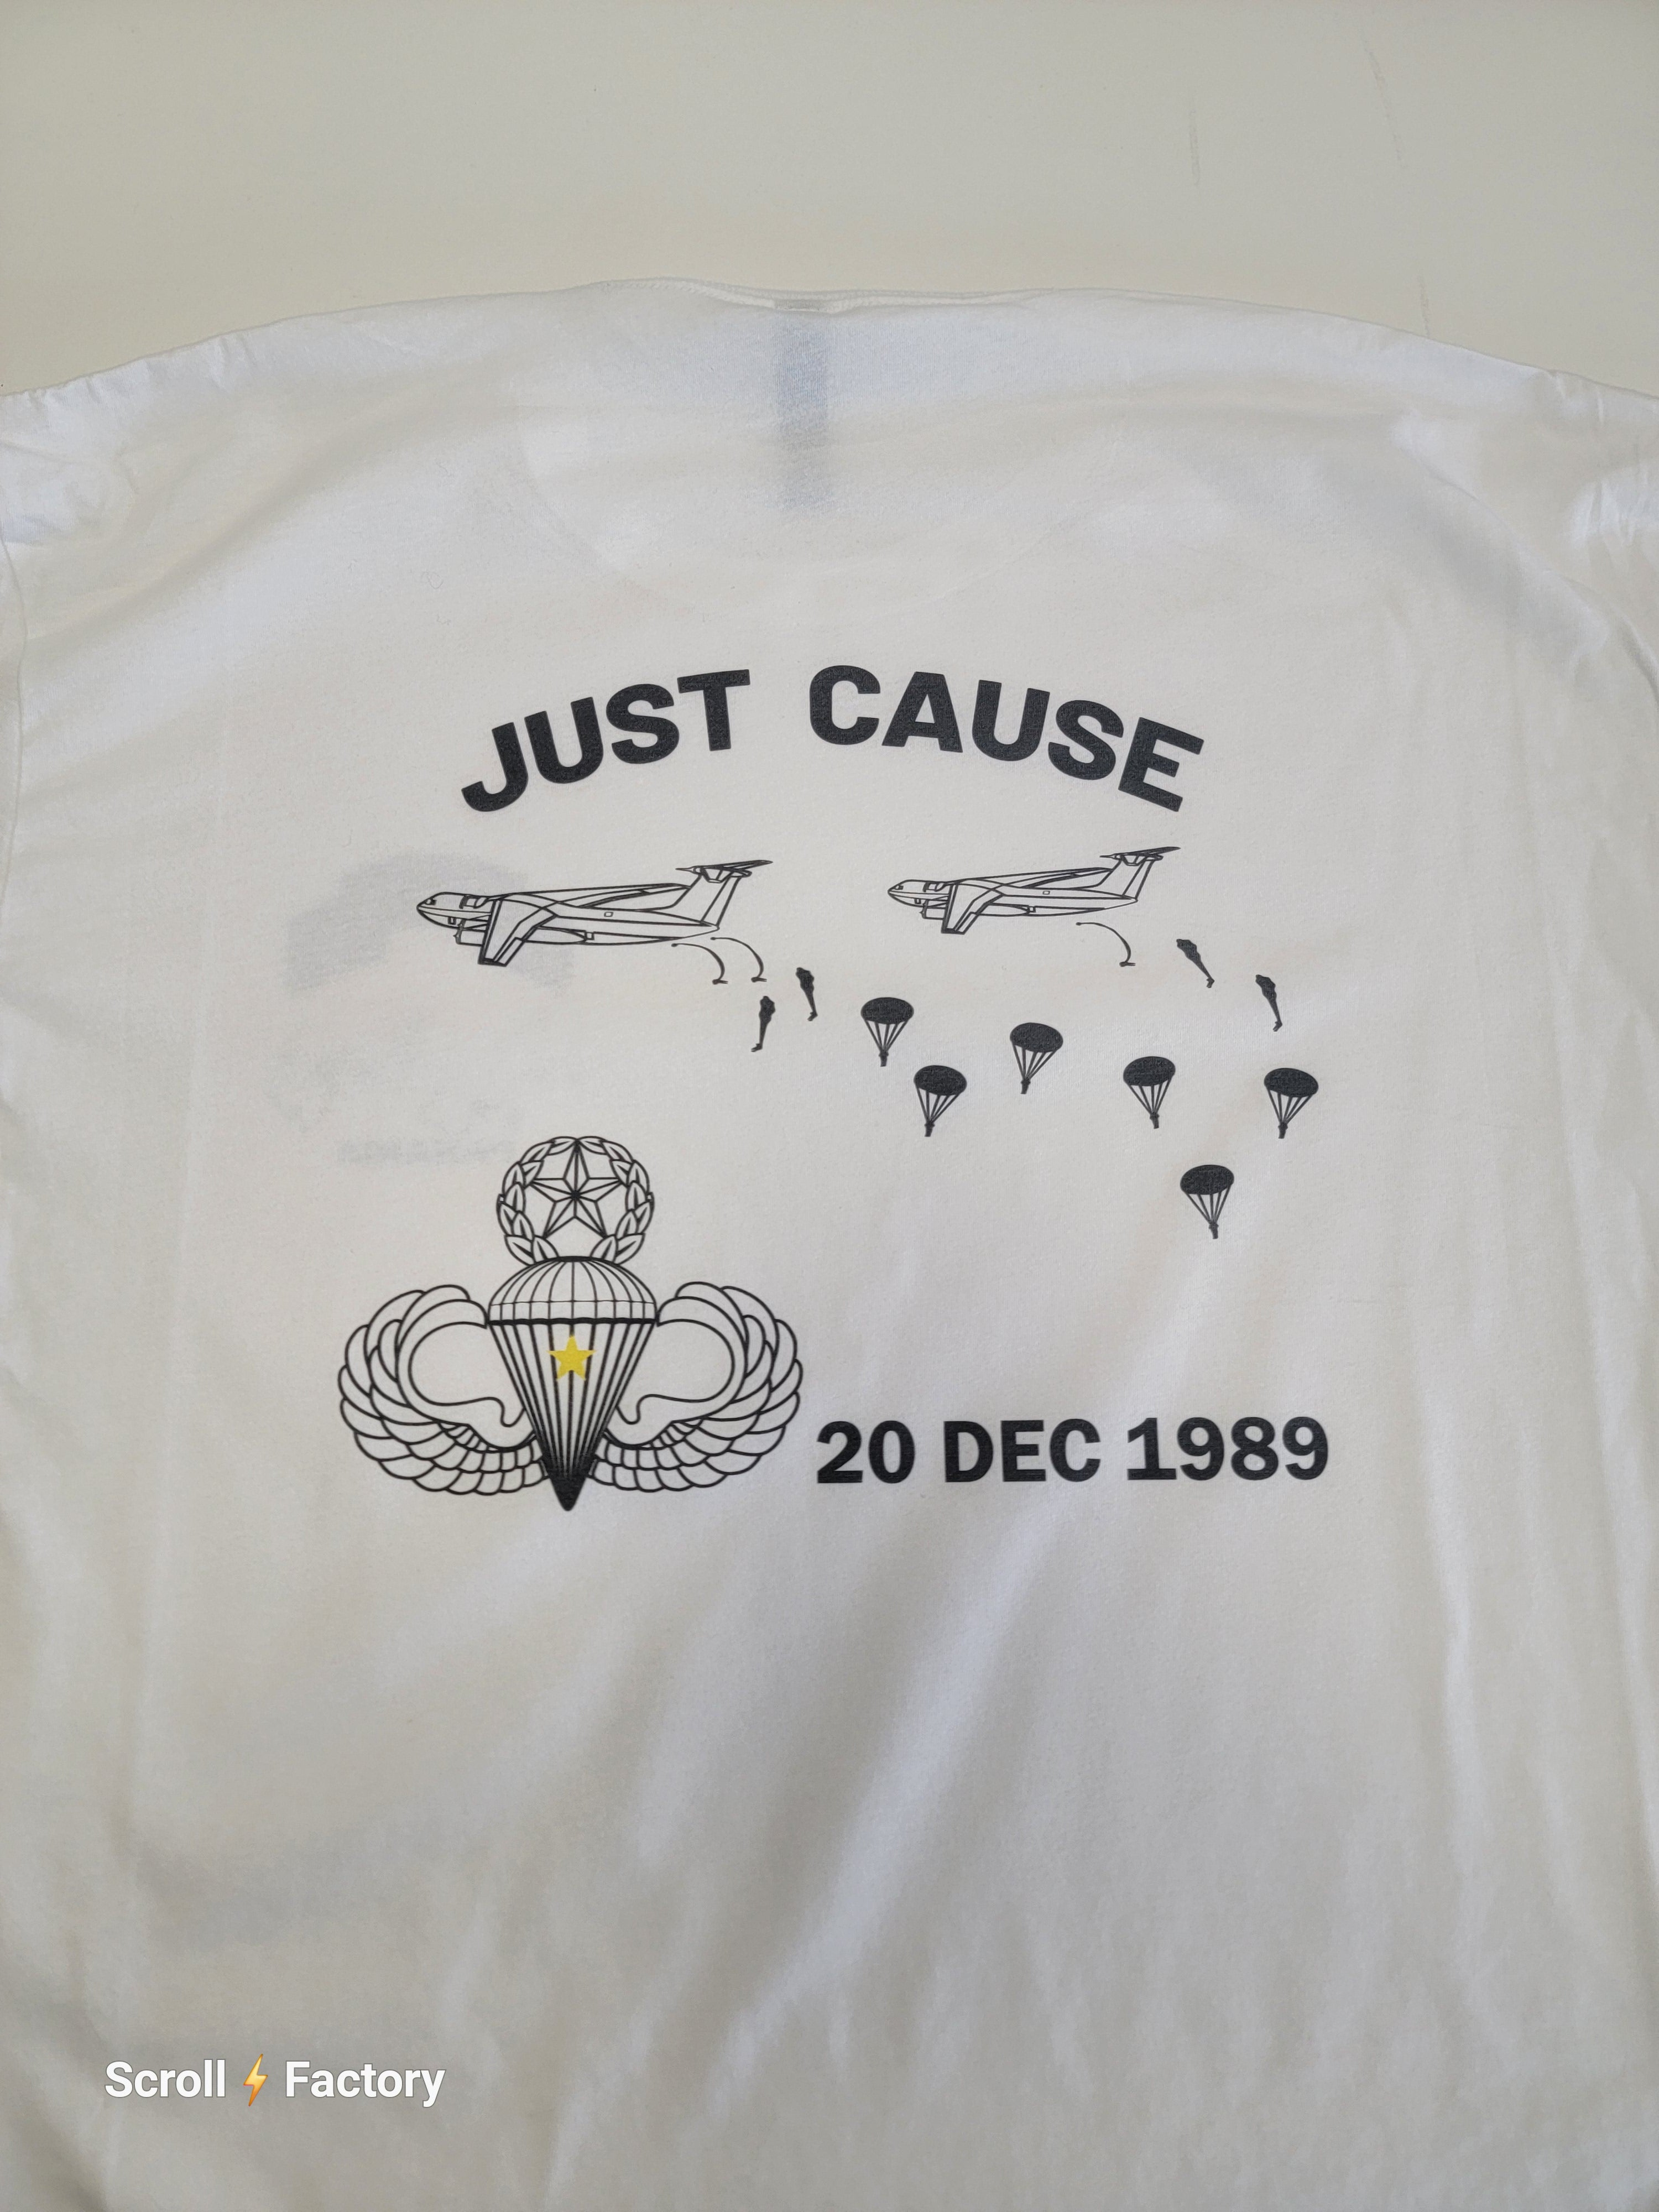 JUST CAUSE
20 DEC 1989
Scroll⚡Factory